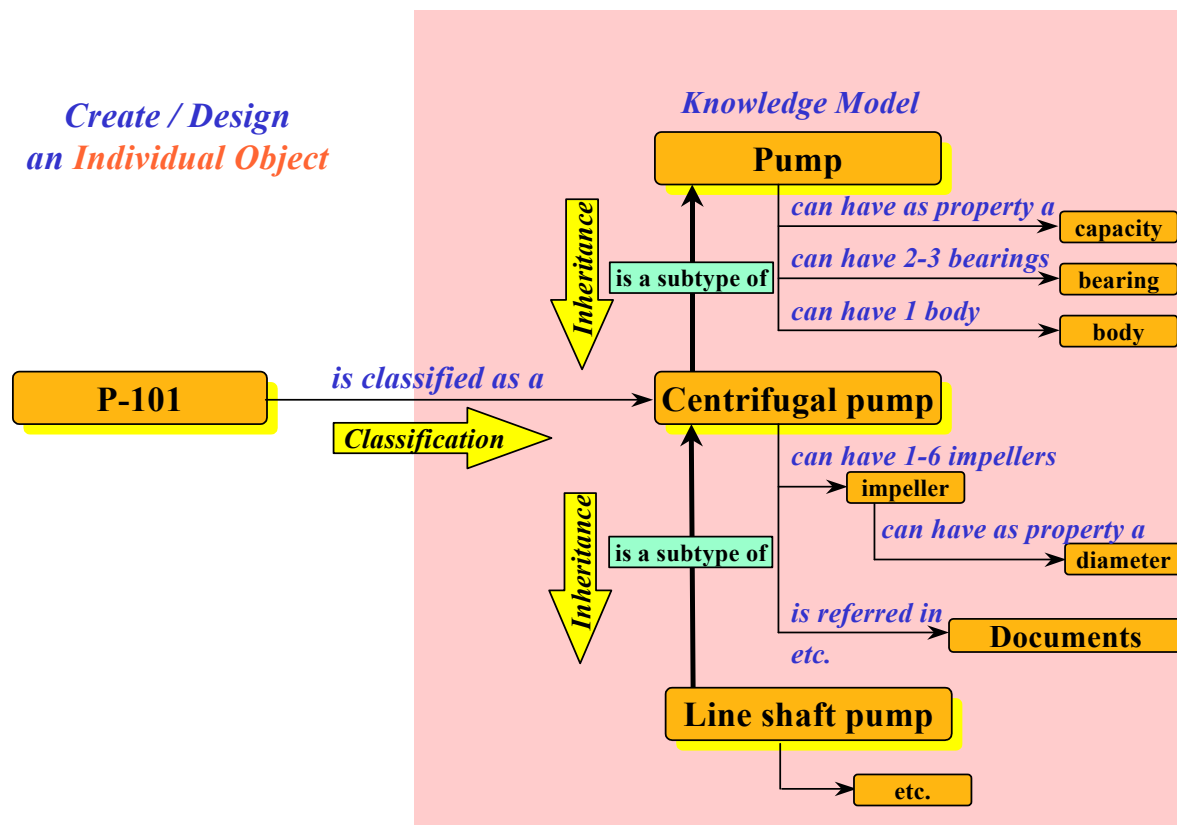 Create / Design
an Individual Object
Knowledge Model
Pump
can have as property a
capacity
can have 2-3 bearings
bearing
can have 1 body
body
is a subtype of
Inheritance
P-101
is classified as a
Classification
Centrifugal pump
can have 1-6 impellers
impeller
can have as property a
diameter
is a subtype of
Inheritance
is referred in
Documents
etc.
Line shaft pump
etc.